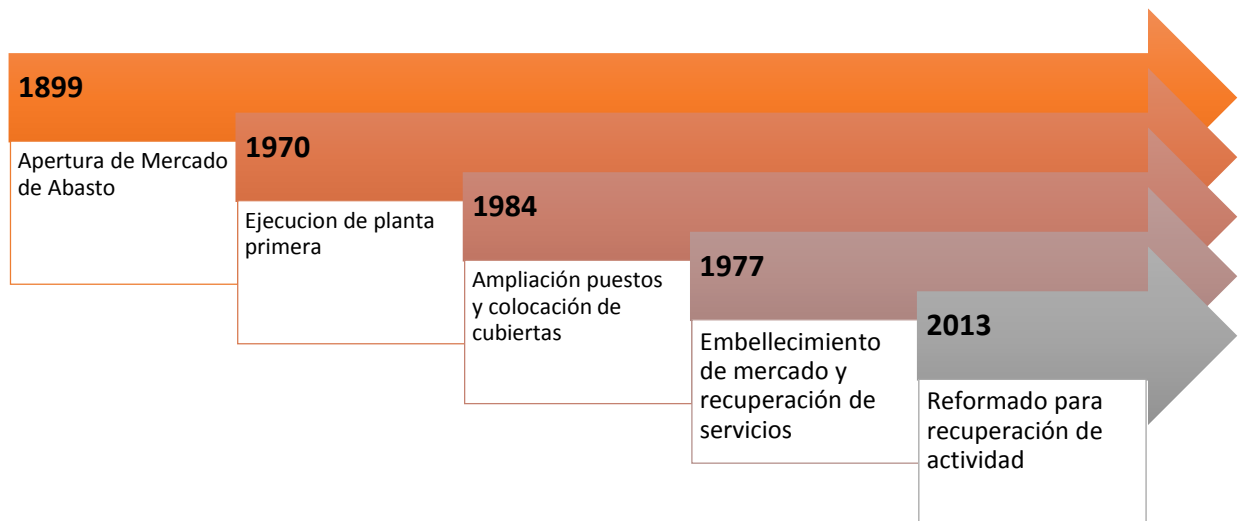 1899
Apertura de Mercado
de Abasto
1970
Ejecucion de planta
primera
1984
Ampliación puestos
y colocación de
cubiertas
1977
Embellecimiento
de mercado y
recuperación de
servicios
2013
Reformado para
recuperación de
actividad